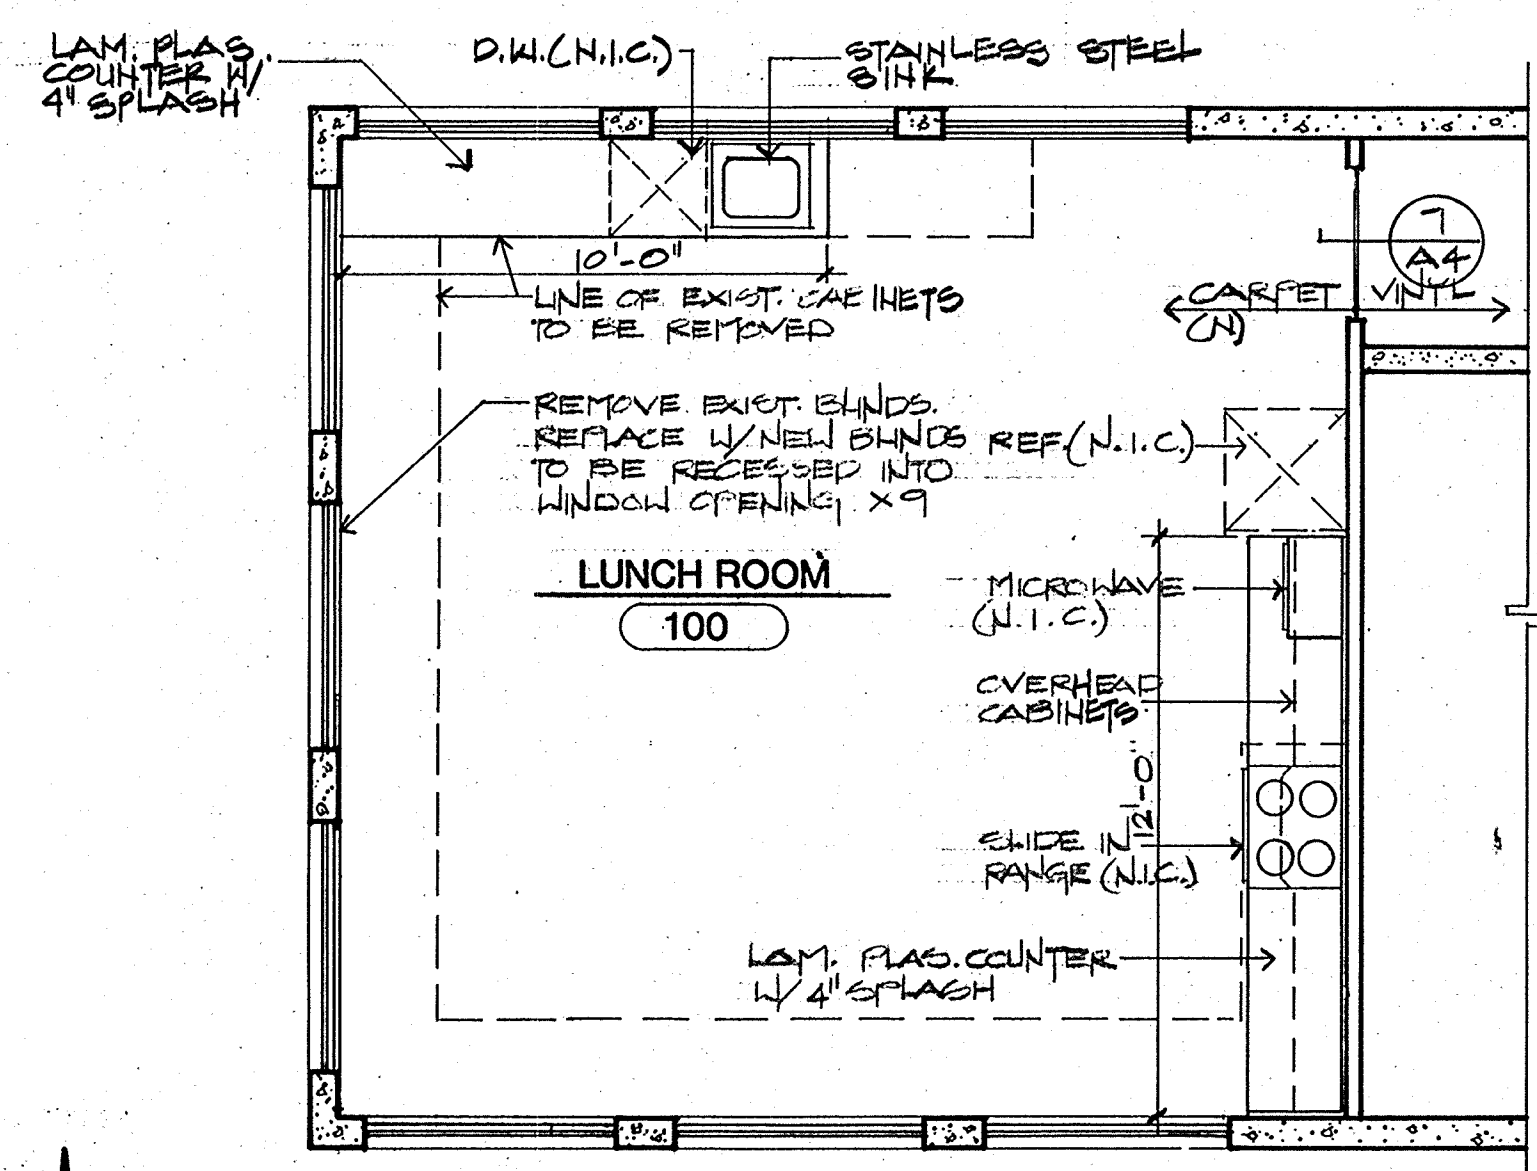 LAM. PLAS.
COUNTER W/
4" SPLASH
D.W. (N.I.C.)
STAINLESS STEEL
SINK
10'-0"
LINE OF EXIST. CABINETS
TO BE REMOVED
7
A4
CARPET
(N)
VINYL
REMOVE EXIST. BLINDS.
REPLACE W/ NEW BLINDS
TO BE RECESSED INTO
WINDOW OPENING X9
REF. (N.I.C.)
LUNCH ROOM
100
MICROWAVE
(N.I.C.)
OVERHEAD
CABINETS
12'-0"
SLIDE IN
RANGE (N.I.C.)
LAM. PLAS. COUNTER
W/ 4" SPLASH